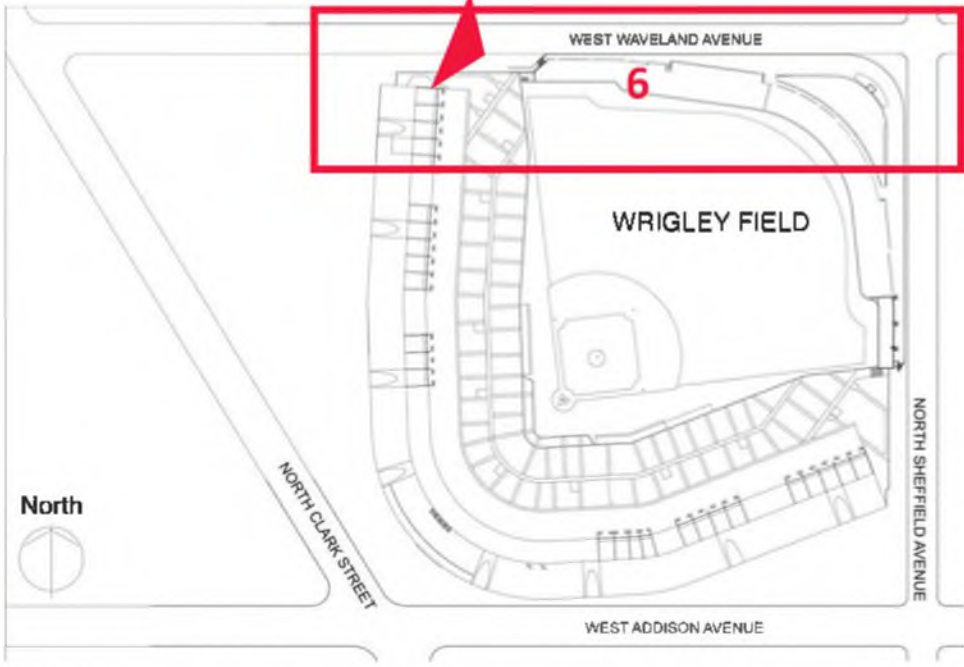 WEST WAVELAND AVENUE
6
WRIGLEY FIELD
North
NORTH CLARK STREET
NORTH SHEFFIELD AVENUE
WEST ADDISON AVENUE